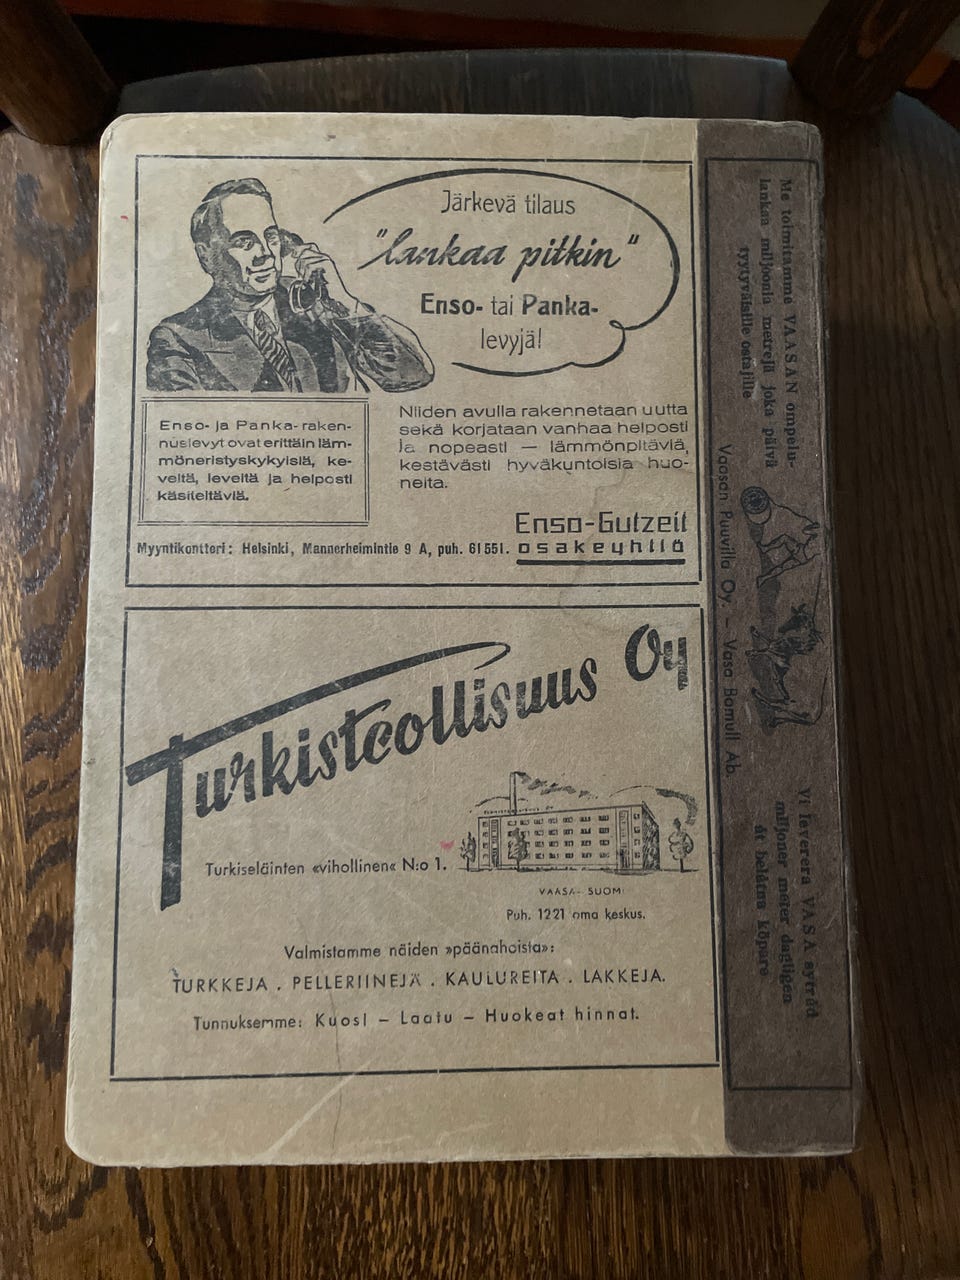 Järkevä tilaus
"lankaa pitkin"
Enso- tai Panka-
levyjä!
Enso- ja Panka- raken-
nuslevyt ovat erittäin läm-
möneristyskykyisiä, ke-
veitä, leveitä ja helposti
käsiteltäviä.
Niiden avulla rakennetaan uutta
sekä korjataan vanhaa helposti
ja nopeasti — lämmönpitäviä,
kestävästi hyväkuntoisia huo-
neita.
Enso-Gutzeit
osakeyhtiö
Myyntikonttori: Helsinki, Mannerheimintie 9 A, puh. 61 551.
Turkisteollisuus Oy
Turkiseläinten «vihollinen« N:o 1.
VAASA - SUOMI
Puh. 1221 oma keskus.
Valmistamme näiden »päänahoista»:
TURKKEJA . PELLERIINEJÄ . KAULUREITA . LAKKEJA.
Tunnuksemme: Kuosi — Laatu — Huokeat hinnat.
Me toimitamme VAASAN ompelu-
lankaa miljoonia metrejä joka päivä
tyytyväisille ostajille
Vaasan Puuvilla Oy. — Vasa Bomull Ab.
Vi leverera VASA sytråd
miljoner meter dagligen
åt belåtna köpare